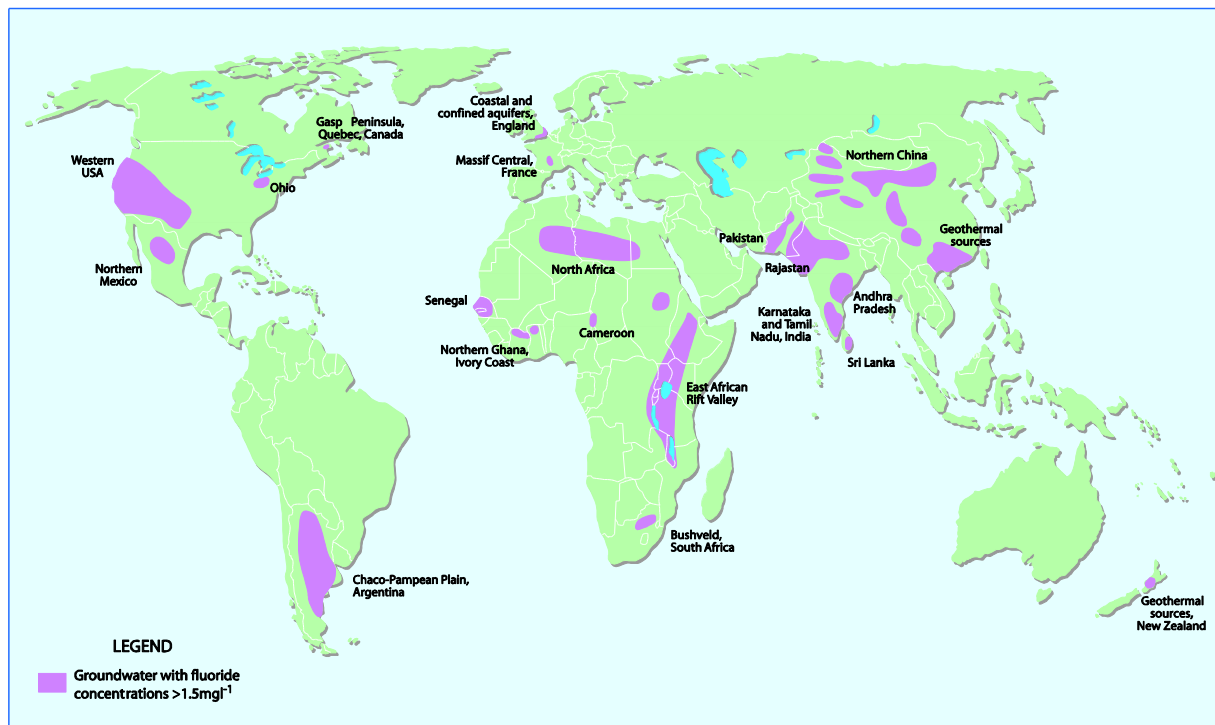 Coastal and
confined aquifers,
England
Gasp Peninsula,
Quebec, Canada
Western
USA
Massif Central,
France
Northern China
Ohio
Geothermal
sources
Pakistan
Northern
Mexico
North Africa
Rajastan
Senegal
Andhra
Pradesh
Karnataka
and Tamil
Nadu, India
Cameroon
Northern Ghana,
Ivory Coast
Sri Lanka
East African
Rift Valley
Bushveld,
South Africa
Chaco-Pampean Plain,
Argentina
Geothermal
sources,
New Zealand
LEGEND
Groundwater with fluoride
concentrations >1.5mgl⁻¹